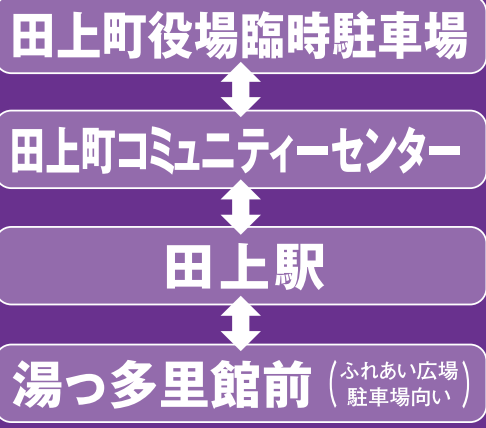 田上町役場臨時駐車場
田上町コミュニティーセンター
田上駅
湯っ多里館前（ふれあい広場
駐車場向い）